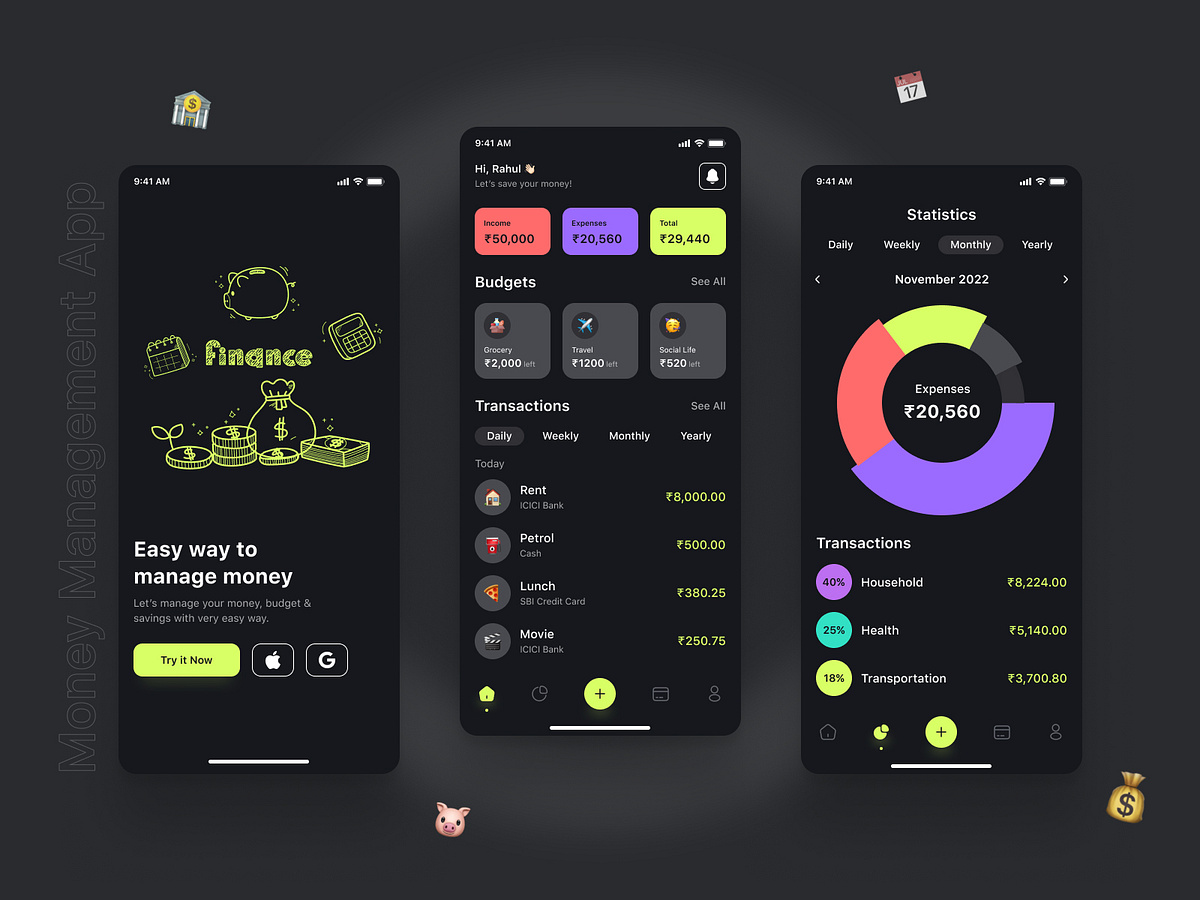 Money Management App
17
9:41 AM
finance
$
$
$
$
$
Easy way to
manage money
Let's manage your money, budget &
savings with very easy way.
Try it Now
G
9:41 AM
Hi, Rahul 👋🏻
Let's save your money!
Income
₹50,000
Expenses
₹20,560
Total
₹29,440
Budgets
See All
Grocery
₹2,000 left
Travel
₹1200 left
Social Life
₹520 left
Transactions
See All
Daily Weekly Monthly Yearly
Today
Rent
ICICI Bank
₹8,000.00
Petrol
Cash
₹500.00
Lunch
SBI Credit Card
₹380.25
Movie
ICICI Bank
₹250.75
+
9:41 AM
Statistics
Daily Weekly Monthly Yearly
‹ November 2022 ›
Expenses
₹20,560
Transactions
40% Household ₹8,224.00
25% Health ₹5,140.00
18% Transportation ₹3,700.80
+
$